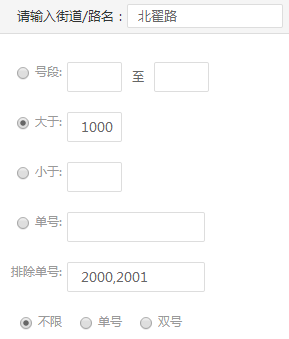 请输入街道/路名： 北翟路
号段: 至
大于: 1000
小于:
单号:
排除单号: 2000,2001
不限 单号 双号